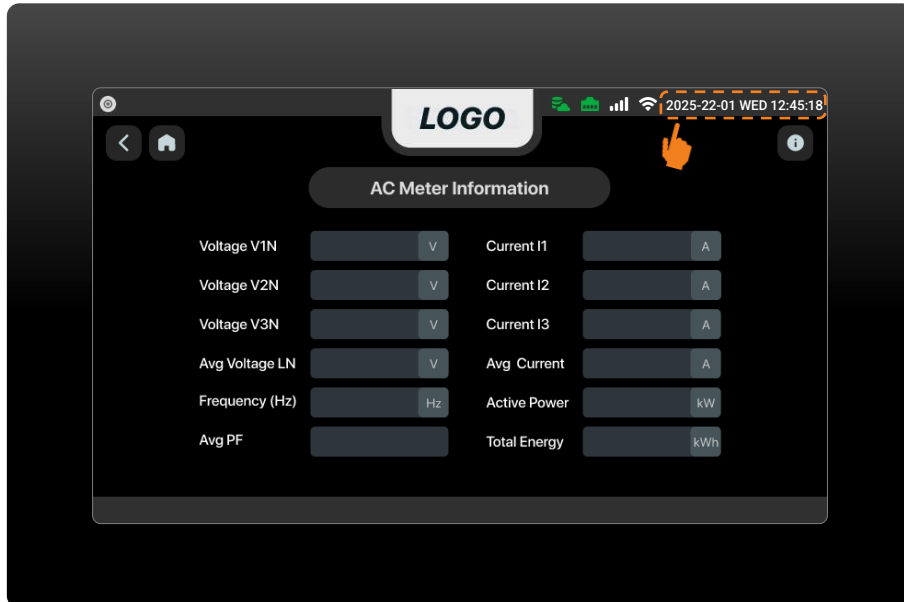 LOGO
2025-22-01 WED 12:45:18
AC Meter Information
Voltage V1N V Current I1 A
Voltage V2N V Current I2 A
Voltage V3N V Current I3 A
Avg Voltage LN V Avg Current A
Frequency (Hz) Hz Active Power kW
Avg PF Total Energy kWh